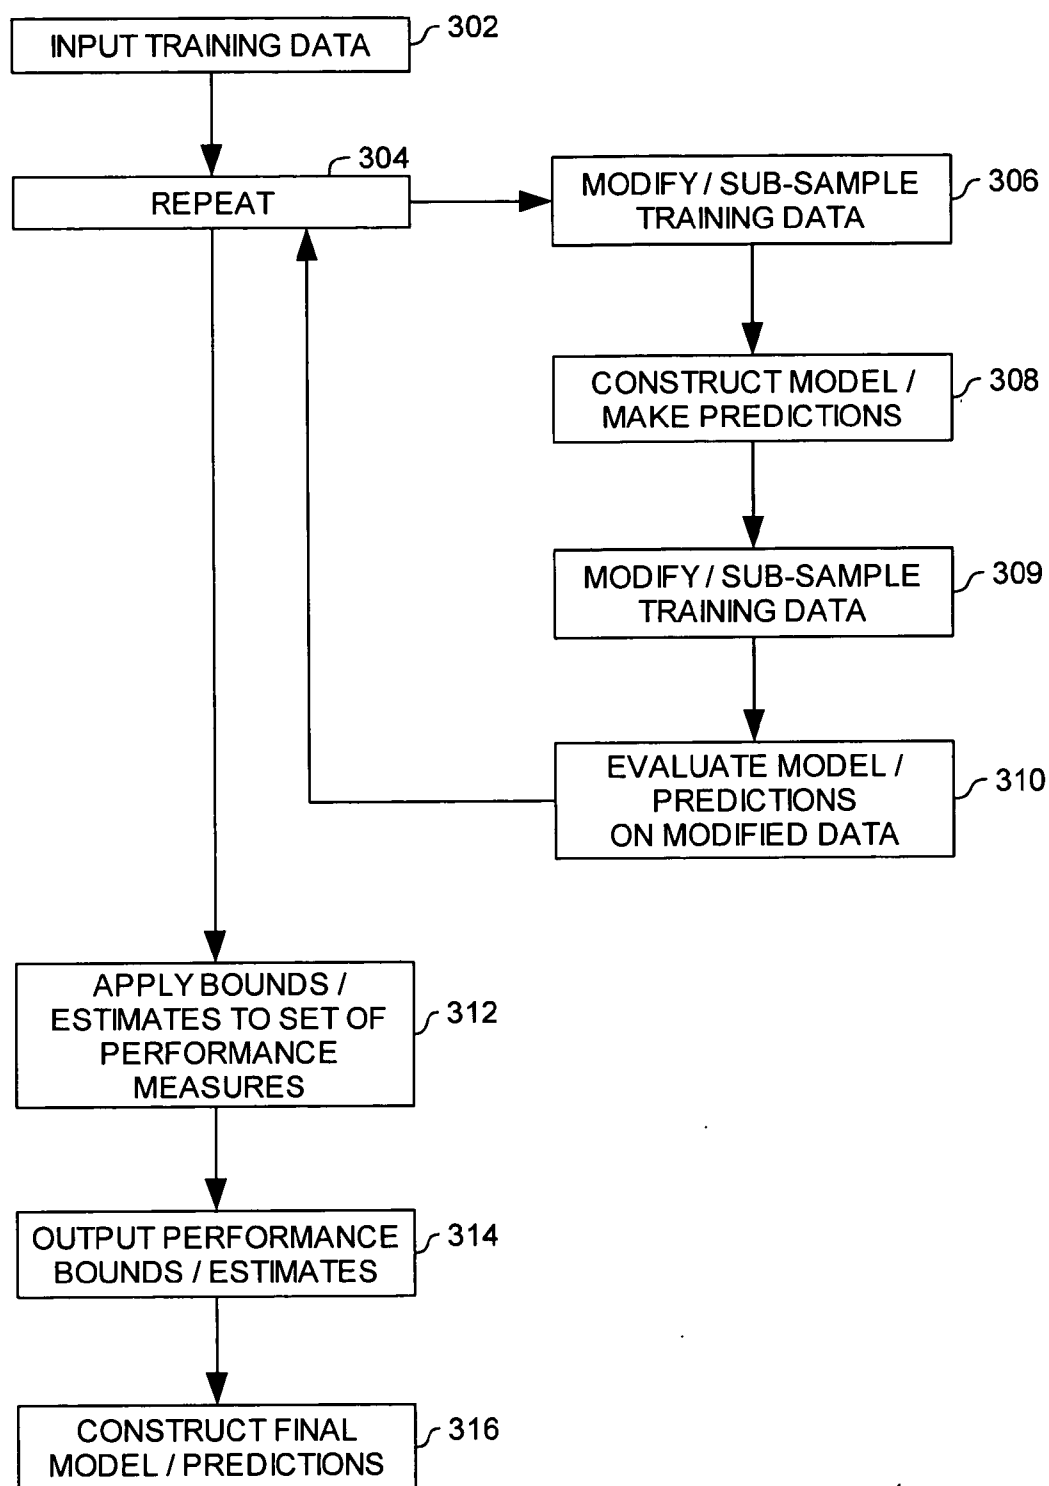 INPUT TRAINING DATA
302
304
REPEAT
MODIFY / SUB-SAMPLE
TRAINING DATA
306
CONSTRUCT MODEL /
MAKE PREDICTIONS
308
MODIFY / SUB-SAMPLE
TRAINING DATA
309
EVALUATE MODEL /
PREDICTIONS
ON MODIFIED DATA
310
APPLY BOUNDS /
ESTIMATES TO SET OF
PERFORMANCE
MEASURES
312
OUTPUT PERFORMANCE
BOUNDS / ESTIMATES
314
CONSTRUCT FINAL
MODEL / PREDICTIONS
316